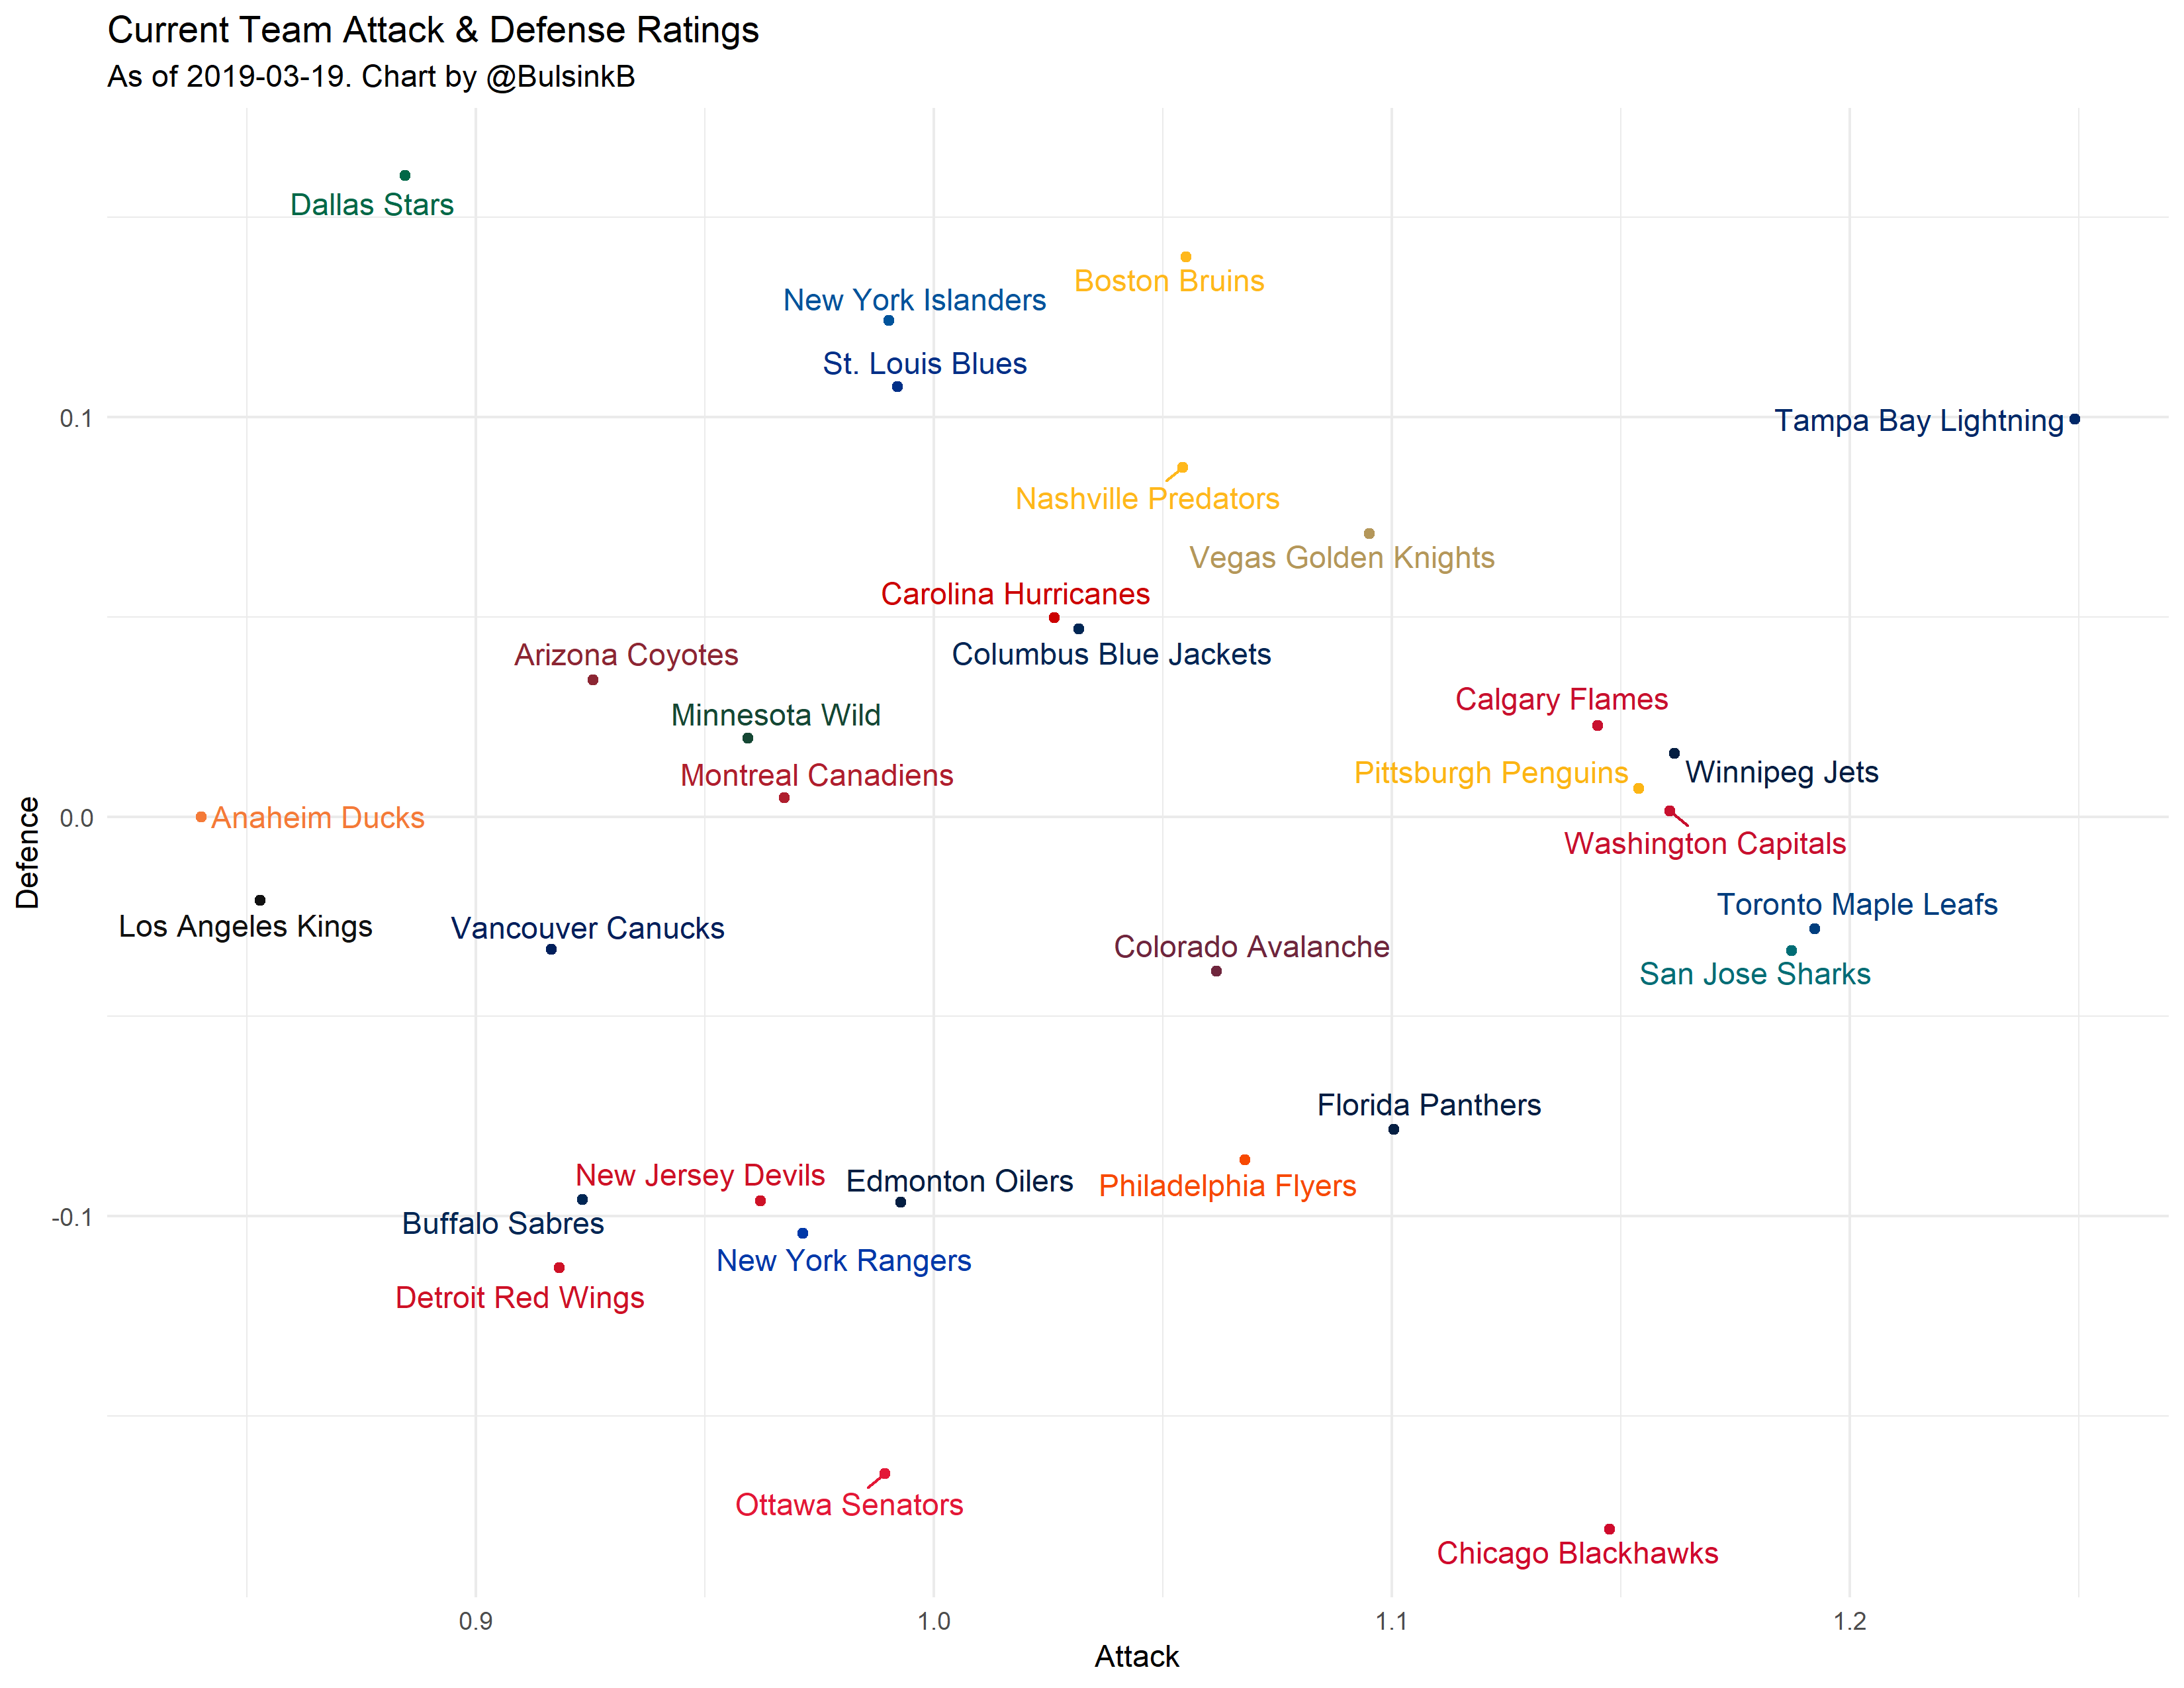 Current Team Attack & Defense Ratings
As of 2019-03-19. Chart by @BulsinkB
Dallas Stars
Boston Bruins
New York Islanders
St. Louis Blues
0.1
Tampa Bay Lightning
Nashville Predators
Vegas Golden Knights
Carolina Hurricanes
Columbus Blue Jackets
Arizona Coyotes
Calgary Flames
Minnesota Wild
Pittsburgh Penguins
Winnipeg Jets
Montreal Canadiens
0.0
Anaheim Ducks
Washington Capitals
Defence
Toronto Maple Leafs
Los Angeles Kings
Vancouver Canucks
Colorado Avalanche
San Jose Sharks
Florida Panthers
New Jersey Devils
Edmonton Oilers
Philadelphia Flyers
-0.1
Buffalo Sabres
New York Rangers
Detroit Red Wings
Ottawa Senators
Chicago Blackhawks
0.9
1.0
1.1
1.2
Attack